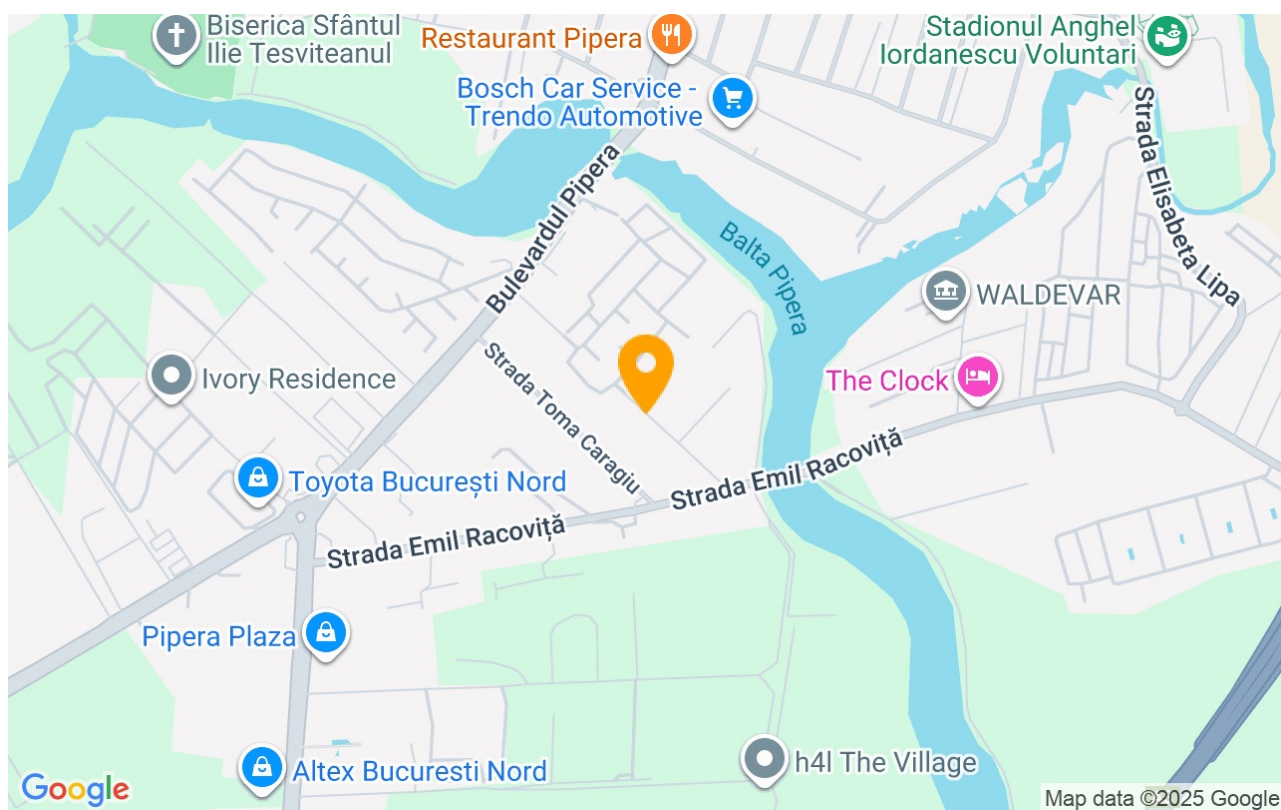 Biserica Sfântul
Ilie Tesviteanul
Restaurant Pipera
Stadionul Anghel
Iordanescu Voluntari
Bosch Car Service -
Trendo Automotive
Strada Elisabeta Lipa
Bulevardul Pipera
Balta Pipera
WALDEVAR
Ivory Residence
Strada Toma Caragiu
The Clock
Toyota București Nord
Strada Emil Racoviță
Strada Emil Racoviță
Pipera Plaza
Altex Bucuresti Nord
h4l The Village
Google
Map data ©2025 Google